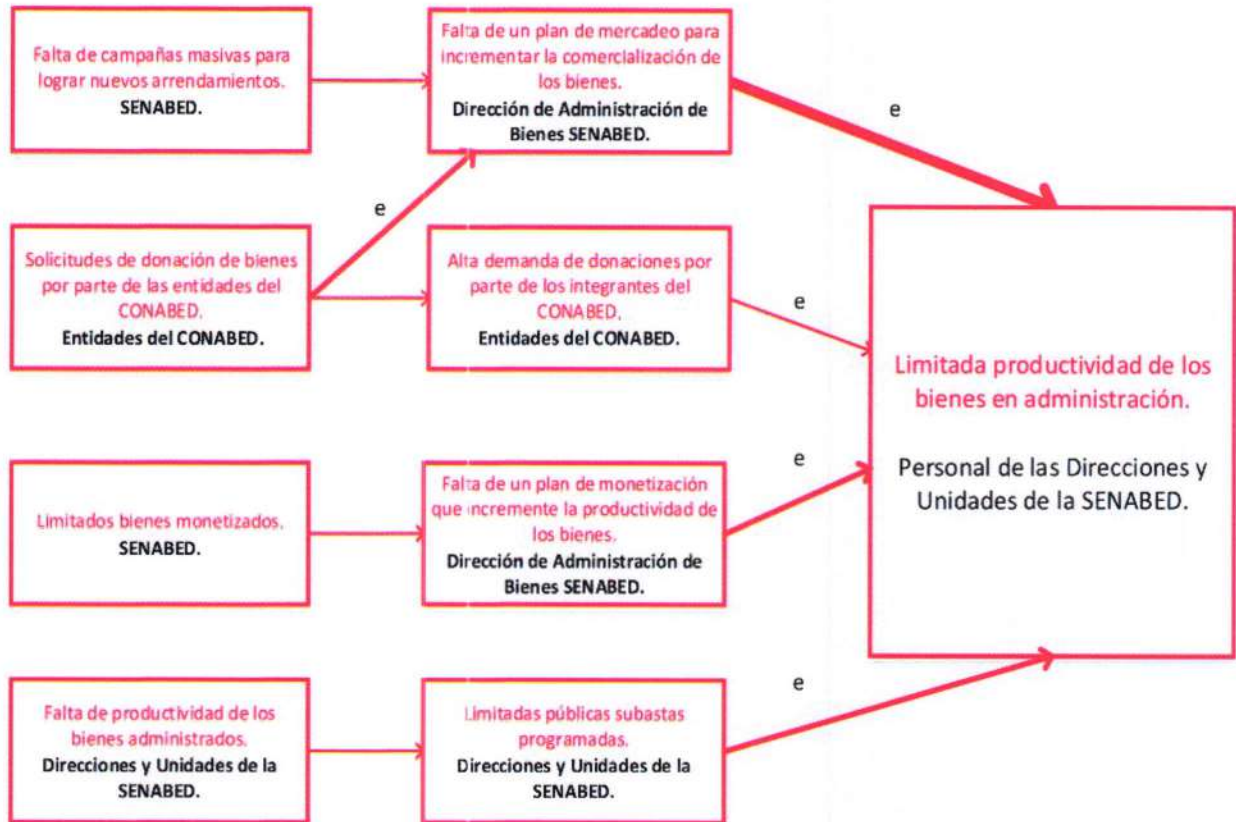 Falta de campañas masivas para
lograr nuevos arrendamientos.
SENABED.
Falta de un plan de mercadeo para
incrementar la comercialización de
los bienes.
Dirección de Administración de
Bienes SENABED.
e
e
Solicitudes de donación de bienes
por parte de las entidades del
CONABED.
Entidades del CONABED.
Alta demanda de donaciones por
parte de los integrantes del
CONABED.
Entidades del CONABED.
e
Limitada productividad de los
bienes en administración.
Personal de las Direcciones y
Unidades de la SENABED.
Limitados bienes monetizados.
SENABED.
Falta de un plan de monetización
que incremente la productividad de
los bienes.
Dirección de Administración de
Bienes SENABED.
e
Falta de productividad de los
bienes administrados.
Direcciones y Unidades de la
SENABED.
Limitadas públicas subastas
programadas.
Direcciones y Unidades de la
SENABED.
e